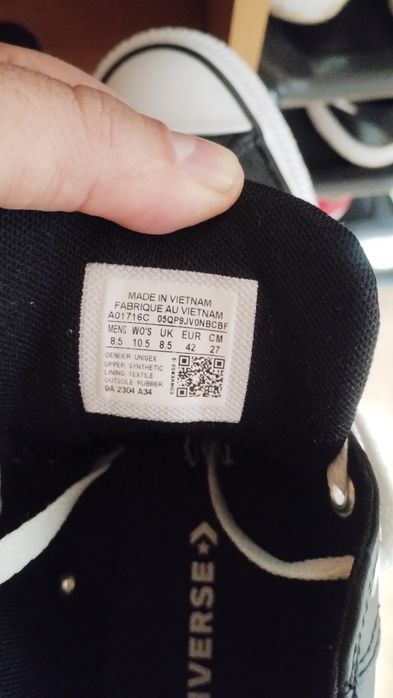 MADE IN VIETNAM
FABRIQUE AU VIETNAM
A01716C 05QP9JV0NBCBF
MENS WO'S UK EUR CM
8.5 10.5 8.5 42 27
GENDER UNISEX
UPPER: SYNTHETIC
LINING: TEXTILE
OUTSOLE: RUBBER
9A 2304 A34
CONVERSE
VERSE